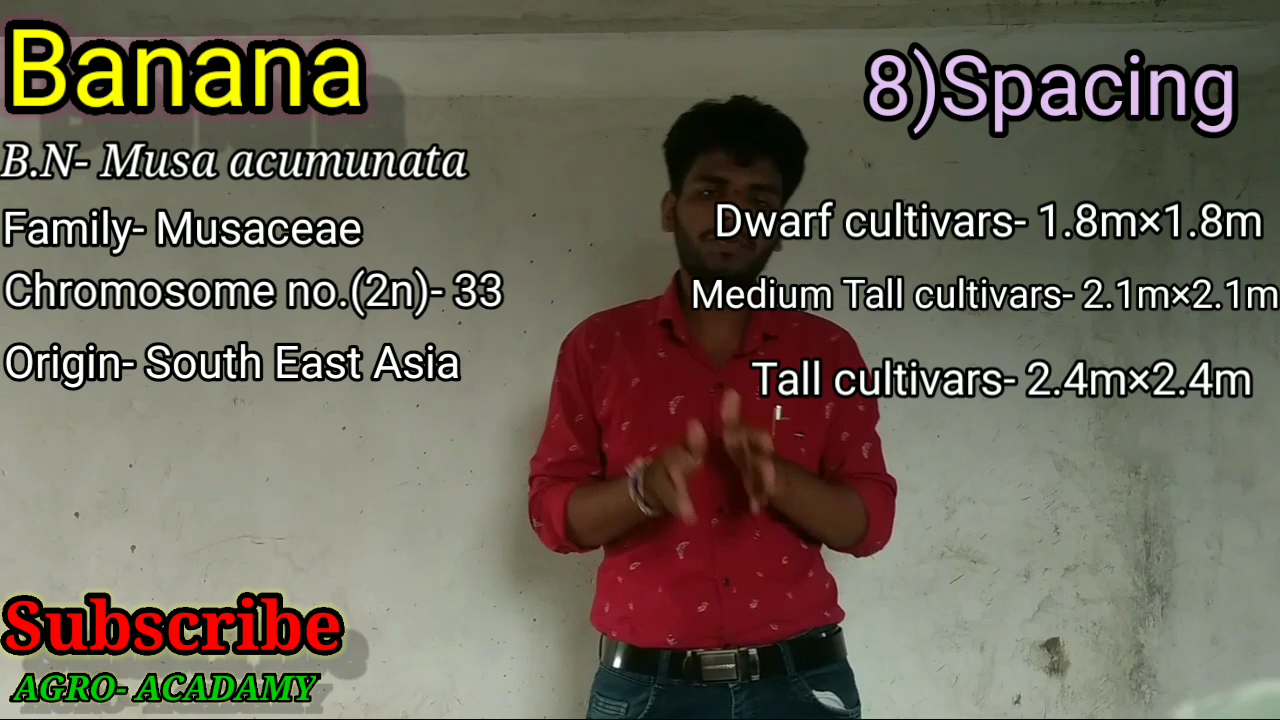 Banana
B.N- Musa acumunata
Family- Musaceae
Chromosome no.(2n)- 33
Origin- South East Asia
8)Spacing
Dwarf cultivars- 1.8m×1.8m
Medium Tall cultivars- 2.1m×2.1m
Tall cultivars- 2.4m×2.4m
Subscribe
AGRO- ACADAMY